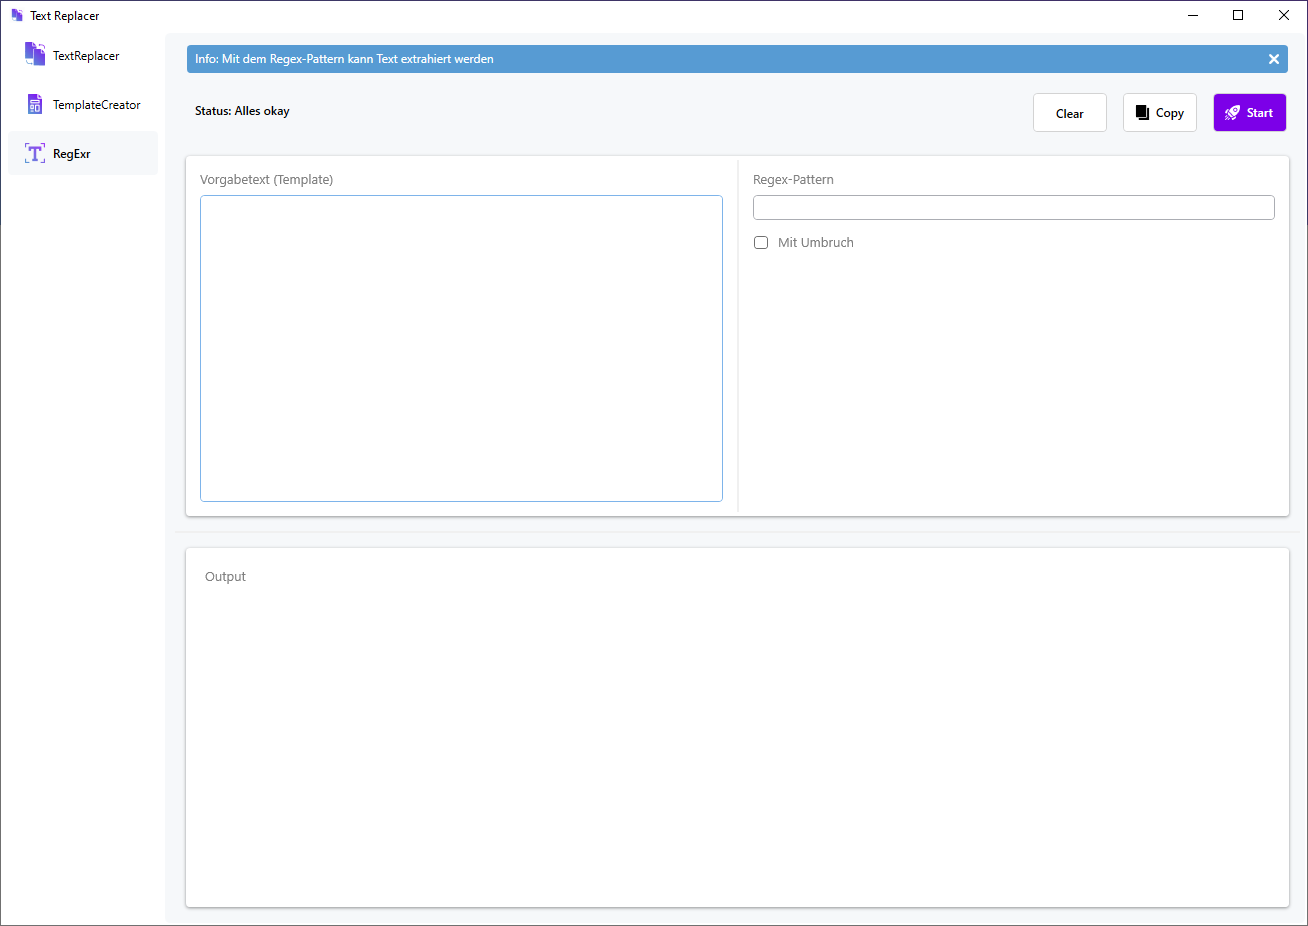 Text Replacer
TextReplacer
TemplateCreator
RegExr
Info: Mit dem Regex-Pattern kann Text extrahiert werden
Status: Alles okay
Clear
Copy
Start
Vorgabetext (Template)
Regex-Pattern
Mit Umbruch
Output